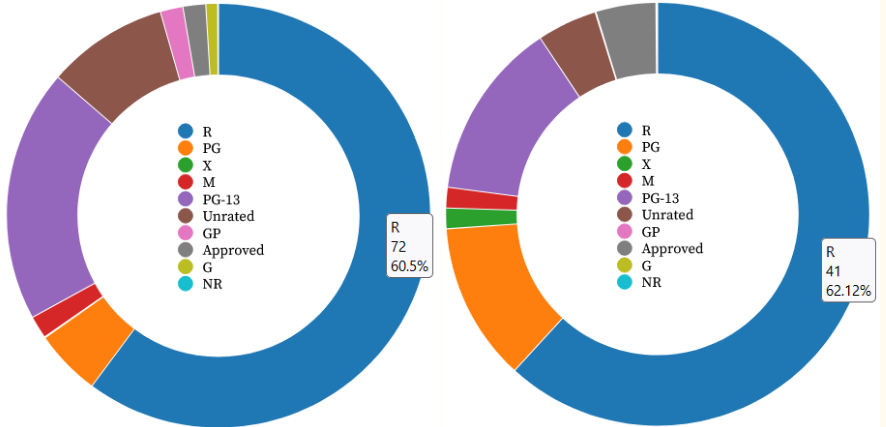 R
PG
X
M
PG-13
Unrated
GP
Approved
G
NR
R
72
60.5%
R
PG
X
M
PG-13
Unrated
GP
Approved
G
NR
R
41
62.12%